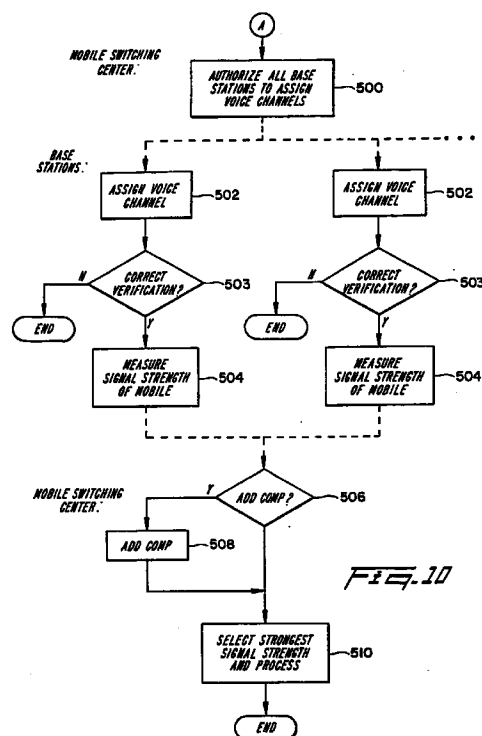 A
MOBILE SWITCHING
CENTER:
AUTHORIZE ALL BASE
STATIONS TO ASSIGN
VOICE CHANNELS
500
BASE
STATIONS:
ASSIGN VOICE
CHANNEL
502
ASSIGN VOICE
CHANNEL
502
N
CORRECT
VERIFICATION?
503
N
CORRECT
VERIFICATION?
503
END
Y
END
Y
MEASURE
SIGNAL STRENGTH
OF MOBILE
504
MEASURE
SIGNAL STRENGTH
OF MOBILE
504
MOBILE SWITCHING
CENTER:
Y
ADD COMP?
506
ADD COMP
508
FIG. 10
SELECT STRONGEST
SIGNAL STRENGTH
AND PROCESS
510
END